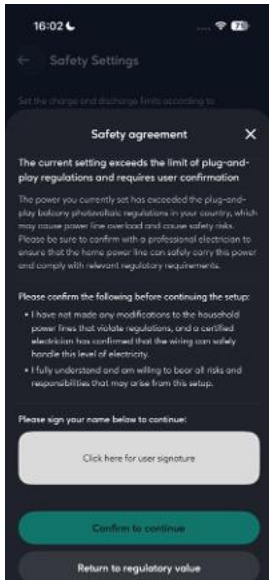 16:02
71
Safety Settings
Set the charge and discharge limits according to
Safety agreement
The current setting exceeds the limit of plug-and-
play regulations and requires user confirmation
The power you currently set has exceeded the plug-and-
play balcony photovoltaic regulations in your country, which
may cause power line overload and cause safety risks.
Please be sure to confirm with a professional electrician to
ensure that the home power line can safely carry this power
and comply with relevant regulatory requirements.
Please confirm the following before continuing the setup:
• I have not made any modifications to the household
power lines that violate regulations, and a certified
electrician has confirmed that the wiring can safely
handle this level of electricity.
• I fully understand and am willing to bear all risks and
responsibilities that may arise from this setup.
Please sign your name below to continue:
Click here for user signature
Confirm to continue
Return to regulatory value